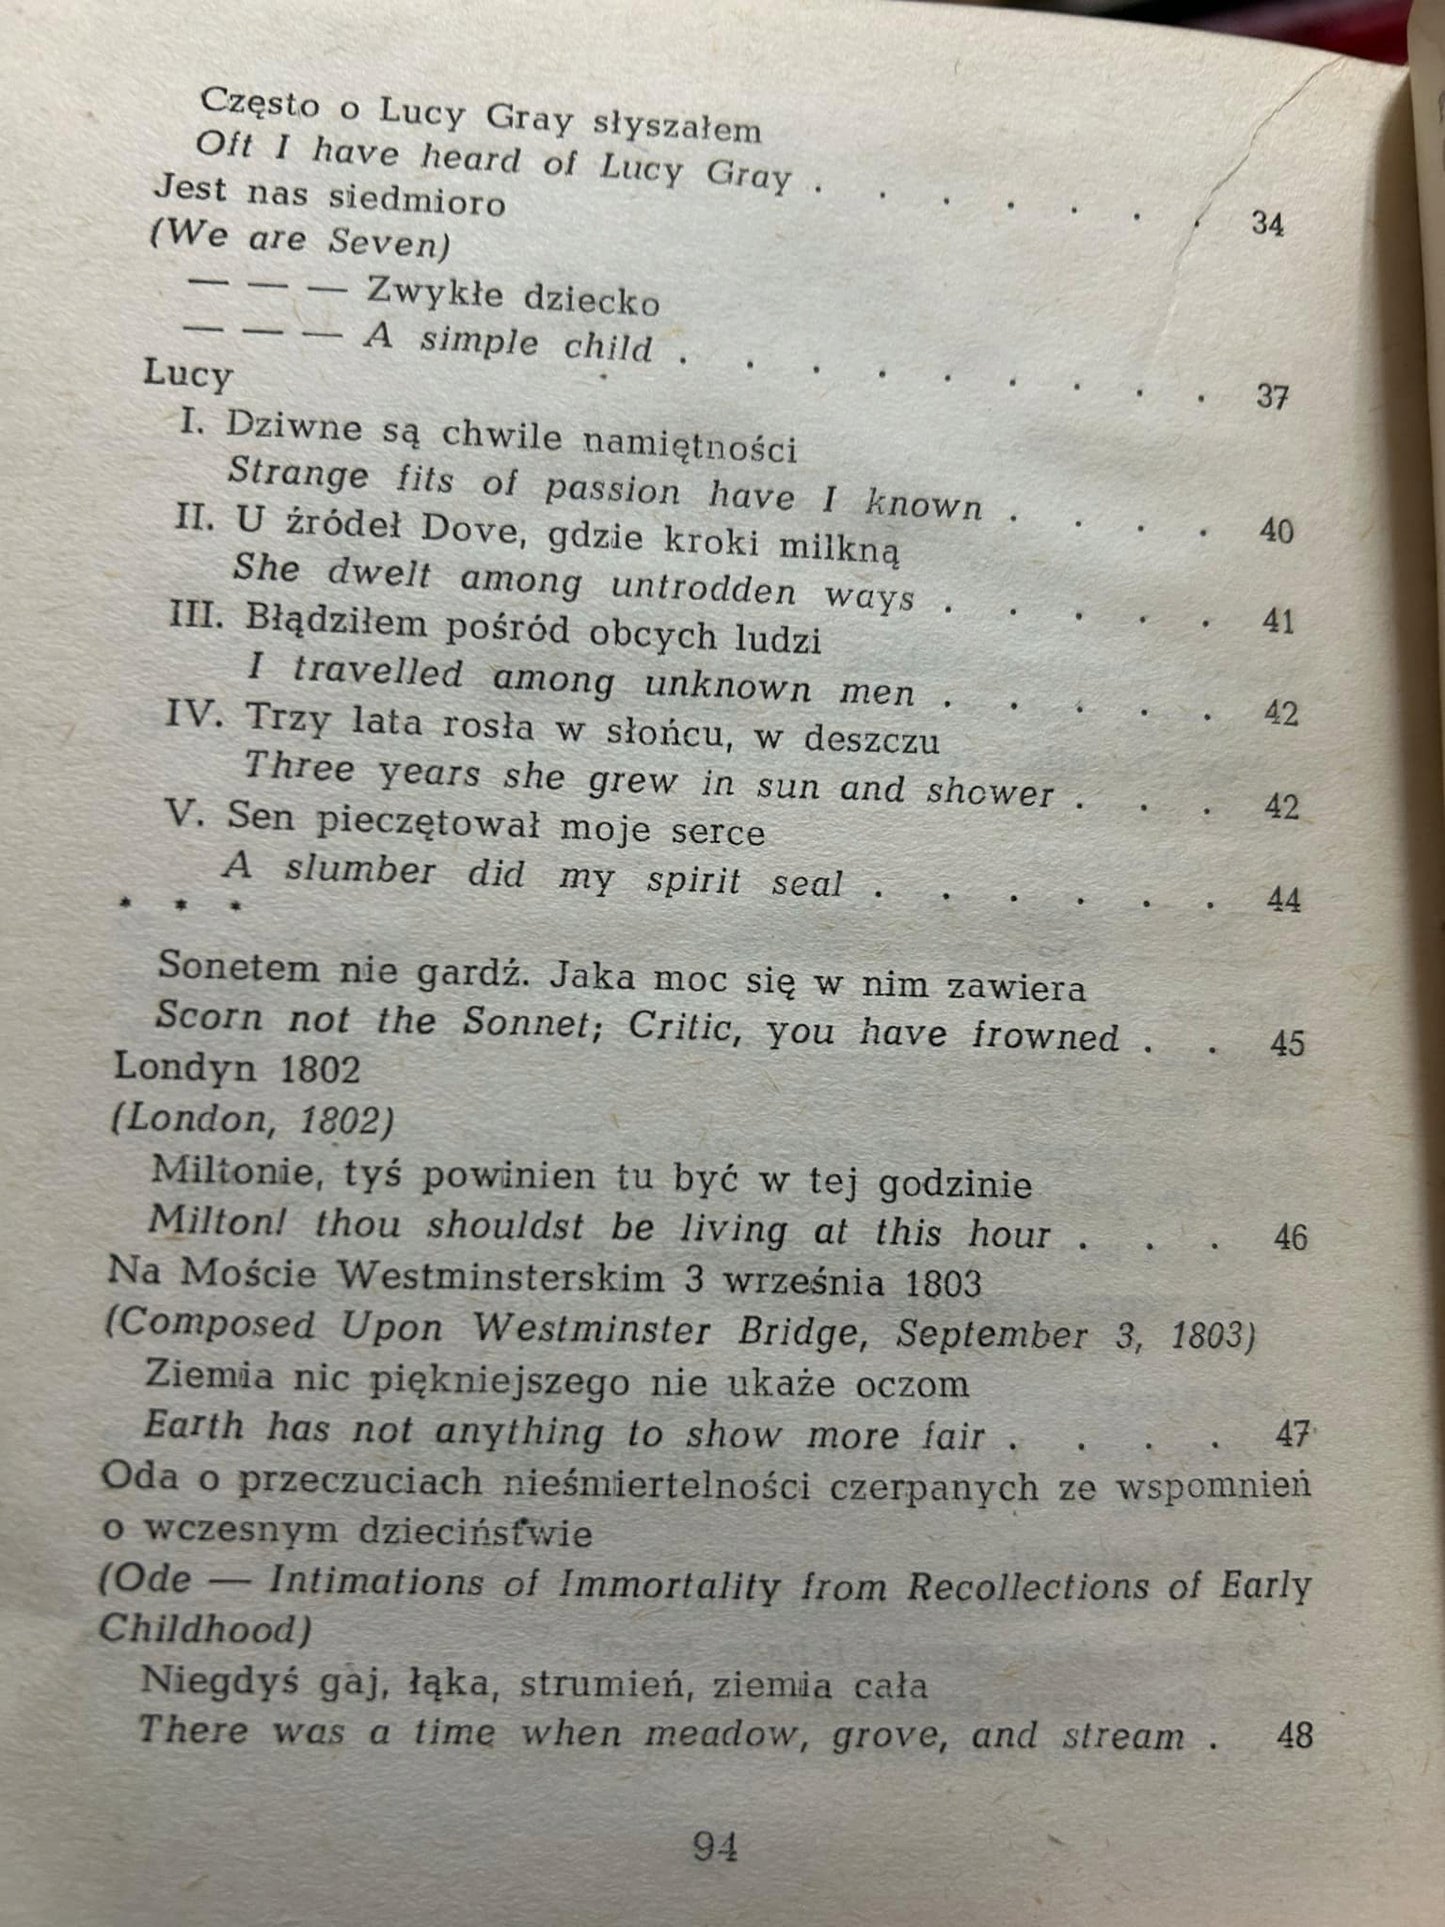 Często o Lucy Gray słyszałem
Oft I have heard of Lucy Gray . . . . . . . 34
Jest nas siedmioro
(We are Seven)
— — — Zwykłe dziecko
— — — A simple child . . . . . . . . . 37
Lucy
I. Dziwne są chwile namiętności
Strange fits of passion have I known . . . . 40
II. U źródeł Dove, gdzie kroki milkną
She dwelt among untrodden ways . . . . . 41
III. Błądziłem pośród obcych ludzi
I travelled among unknown men . . . . . 42
IV. Trzy lata rosła w słońcu, w deszczu
Three years she grew in sun and shower . . . 42
V. Sen pieczętował moje serce
A slumber did my spirit seal . . . . . . 44
* * *
Sonetem nie gardź. Jaka moc się w nim zawiera
Scorn not the Sonnet; Critic, you have frowned . . 45
Londyn 1802
(London, 1802)
Miltonie, tyś powinien tu być w tej godzinie
Milton! thou shouldst be living at this hour . . . 46
Na Moście Westminsterskim 3 września 1803
(Composed Upon Westminster Bridge, September 3, 1803)
Ziemia nic piękniejszego nie ukaże oczom
Earth has not anything to show more fair . . . . 47
Oda o przeczuciach nieśmiertelności czerpanych ze wspomnień
o wczesnym dzieciństwie
(Ode — Intimations of Immortality from Recollections of Early
Childhood)
Niegdyś gaj, łąka, strumień, ziemia cała
There was a time when meadow, grove, and stream . 48
94